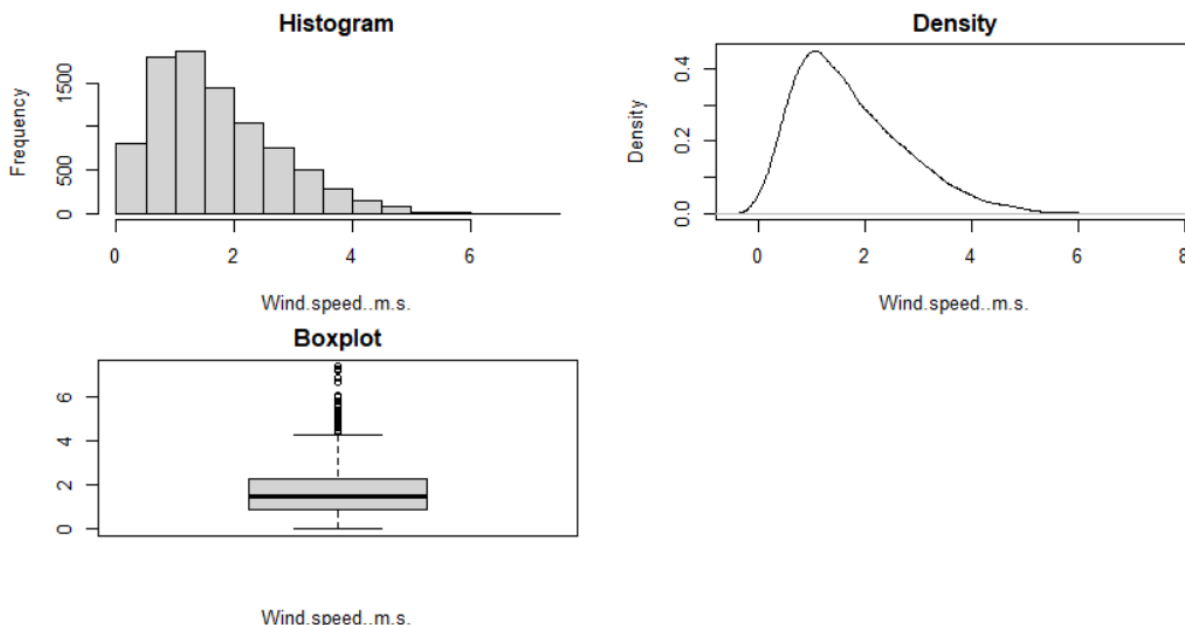 Histogram
Frequency
0 500 1500
0 2 4 6
Wind.speed..m.s.
Density
Density
0.0 0.2 0.4
0 2 4 6 8
Wind.speed..m.s.
Boxplot
0 2 4 6
Wind.speed..m.s.